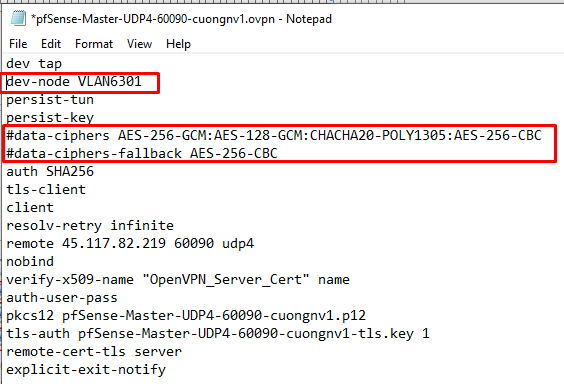 *pfSense-Master-UDP4-60090-cuongnv1.ovpn - Notepad
File Edit Format View Help
dev tap
dev-node VLAN6301
persist-tun
persist-key
#data-ciphers AES-256-GCM:AES-128-GCM:CHACHA20-POLY1305:AES-256-CBC
#data-ciphers-fallback AES-256-CBC
auth SHA256
tls-client
client
resolv-retry infinite
remote 45.117.82.219 60090 udp4
nobind
verify-x509-name "OpenVPN_Server_Cert" name
auth-user-pass
pkcs12 pfSense-Master-UDP4-60090-cuongnv1.p12
tls-auth pfSense-Master-UDP4-60090-cuongnv1-tls.key 1
remote-cert-tls server
explicit-exit-notify